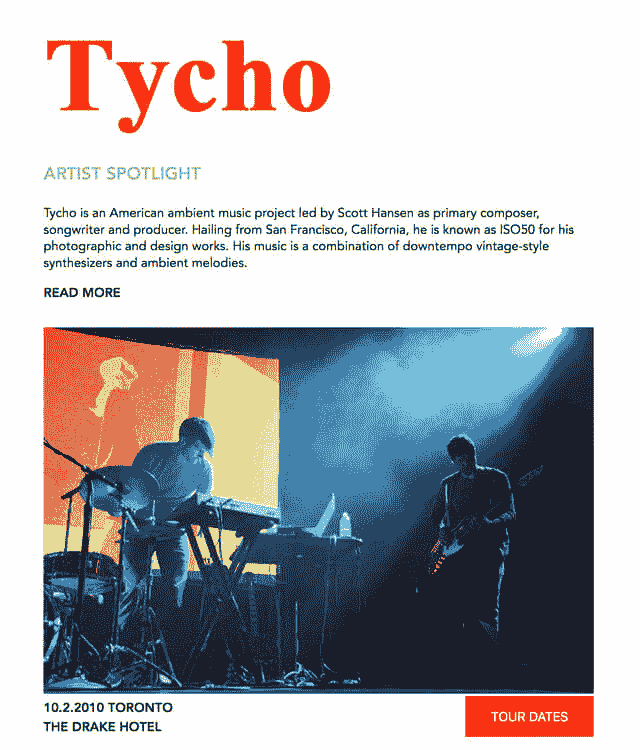 Tycho
ARTIST SPOTLIGHT
Tycho is an American ambient music project led by Scott Hansen as primary composer,
songwriter and producer. Hailing from San Francisco, California, he is known as ISO50 for his
photographic and design works. His music is a combination of downtempo vintage-style
synthesizers and ambient melodies.
READ MORE
10.2.2010 TORONTO
THE DRAKE HOTEL
TOUR DATES